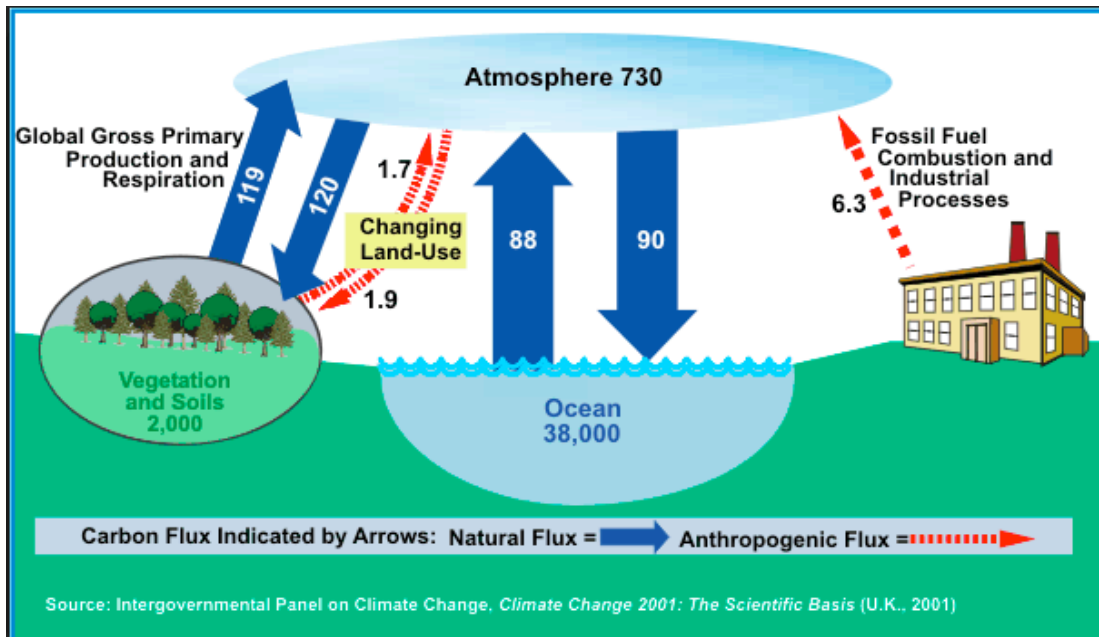 Atmosphere 730
Global Gross Primary
Production and
Respiration
119
120
1.7
Changing
Land-Use
1.9
88
90
Fossil Fuel
Combustion and
Industrial
Processes
6.3
Vegetation
and Soils
2,000
Ocean
38,000
Carbon Flux Indicated by Arrows: Natural Flux = Anthropogenic Flux =
Source: Intergovernmental Panel on Climate Change, Climate Change 2001: The Scientific Basis (U.K., 2001)